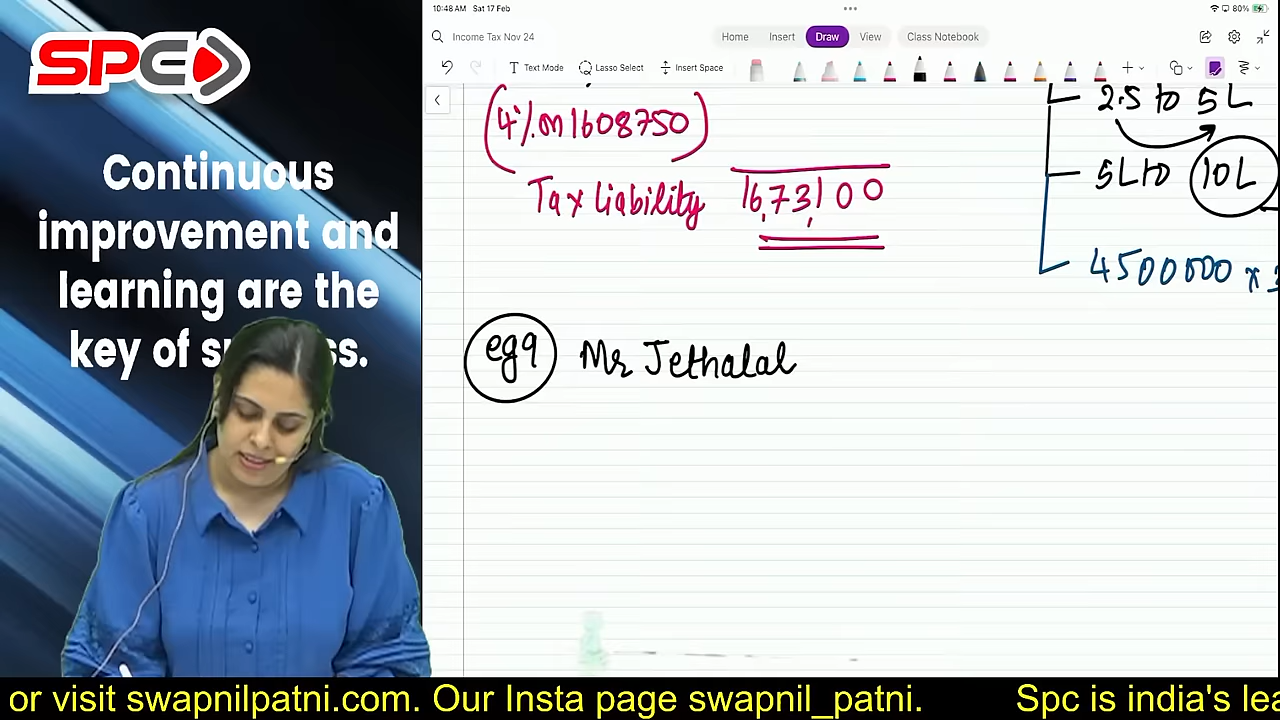 SPC
Continuous
improvement and
learning are the
key of s ss.
10:48 AM Sat 17 Feb
80%
Income Tax Nov 24
Home Insert Draw View Class Notebook
Text Mode Lasso Select Insert Space
(4% on 1608750)
Tax Liability 16,73,100
2.5 to 5L
5L to 10L
4500000 x 3
eg 9 Mr Jethalal
or visit swapnilpatni.com. Our Insta page swapnil_patni. Spc is india's lea